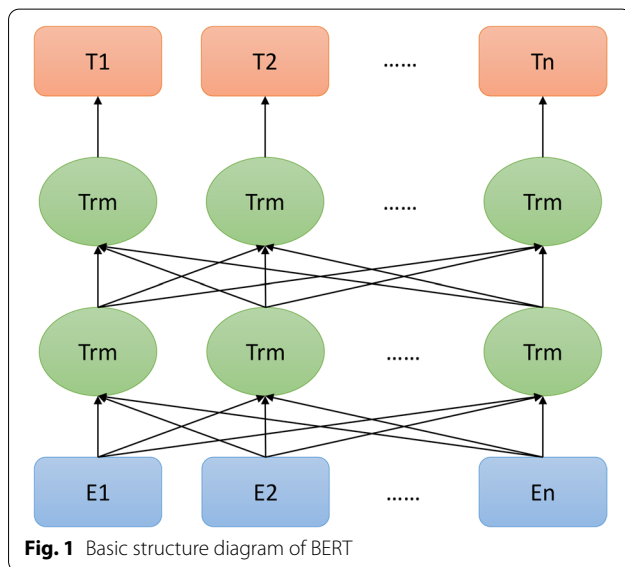 T1 T2 ...... Tn
Trm Trm ...... Trm
Trm Trm ...... Trm
E1 E2 ...... En
Fig. 1 Basic structure diagram of BERT